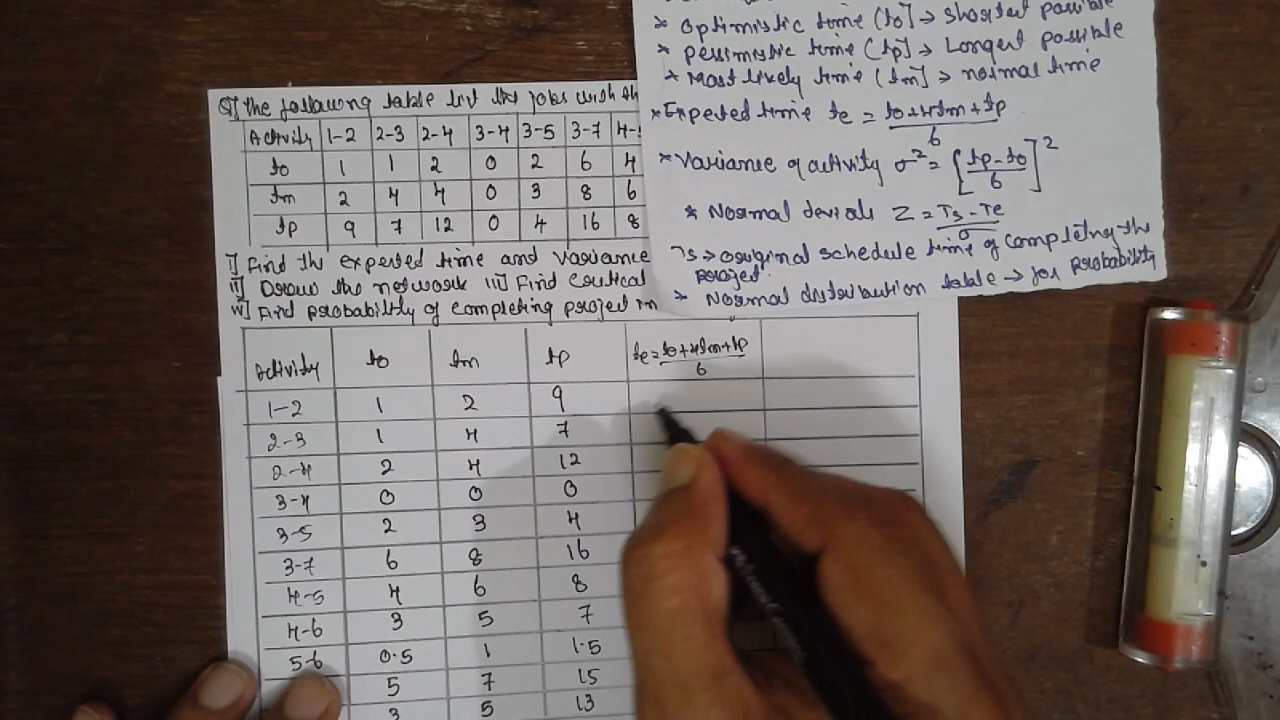 * Optimistic time (to) → Shortest possible
* pessimistic time (tp) → Longest possible
* Most likely time (tm) → normal time
* Expeted time te = to+4tm+tp / 6
* Variance of activity σ² = [tp-to / 6]²
* Normal deviate Z = Ts-Te / σ
Ts → original schedule time of completing the
project
* Normal distribution table → for probability
Q] The following table list the jobs with th
Activity 1-2 2-3 2-4 3-4 3-5 3-7 4-5
to 1 1 2 0 2 6 4
tm 2 4 4 0 3 8 6
tp 9 7 12 0 4 16 8
i] Find the expected time and variance
ii] Draw the network iii] Find critical
iv] Find probability of completing project in
Activity to tm tp te=to+4tm+tp / 6
1-2 1 2 9
2-3 1 4 7
2-4 2 4 12
3-4 0 0 0
3-5 2 3 4
3-7 6 8 16
4-5 4 6 8
4-6 3 5 7
5-6 0.5 1 1.5
5 7 15
3 5 13